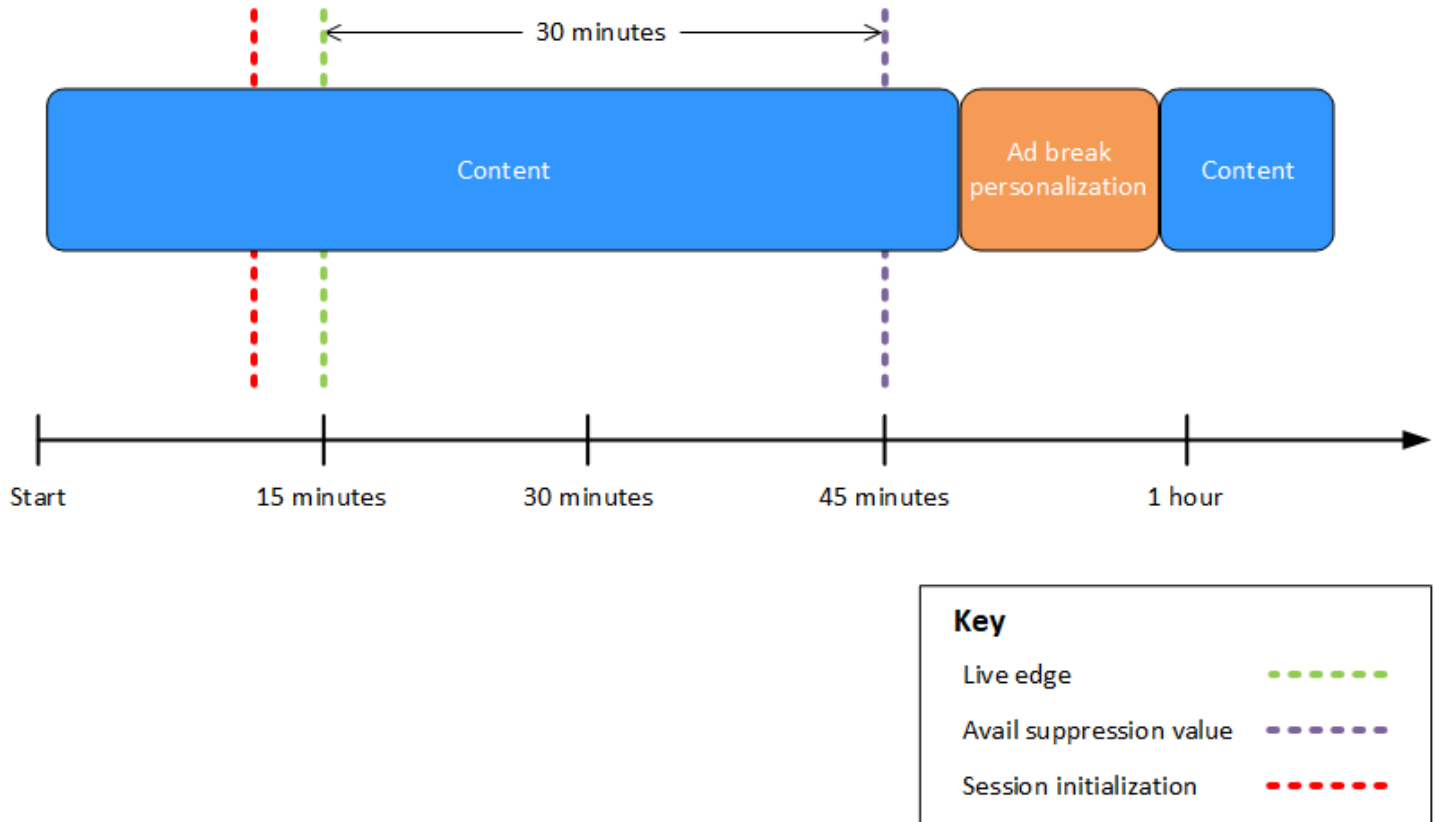 30 minutes
Content
Ad break
personalization
Content
Start
15 minutes
30 minutes
45 minutes
1 hour
Key
Live edge
Avail suppression value
Session initialization